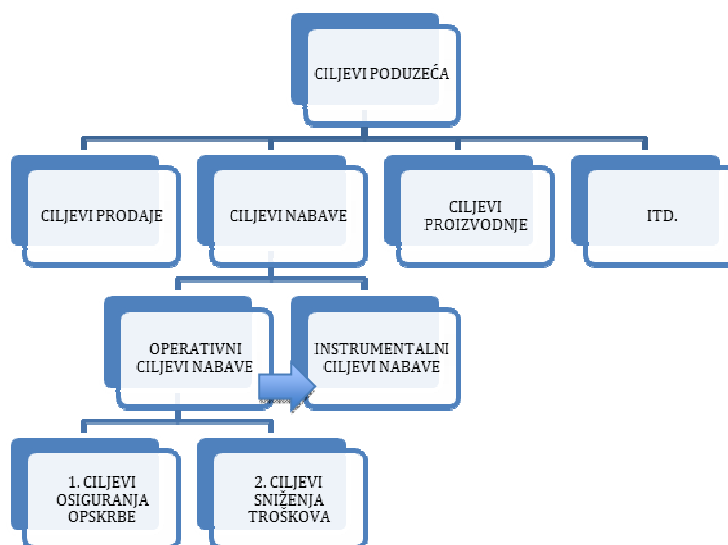 CILJEVI PODUZEĆA
CILJEVI PRODAJE
CILJEVI NABAVE
CILJEVI
PROIZVODNJE
ITD.
OPERATIVNI
CILJEVI NABAVE
INSTRUMENTALNI
CILJEVI NABAVE
1. CILJEVI
OSIGURANJA
OPSKRBE
2. CILJEVI
SNIŽENJA
TROŠKOVA